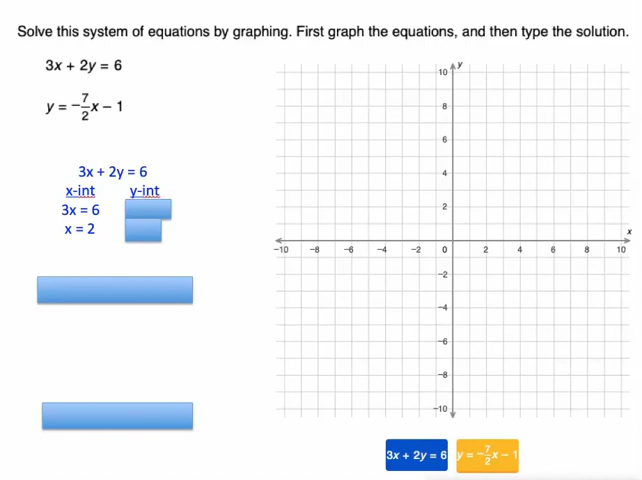 Solve this system of equations by graphing. First graph the equations, and then type the solution.
3x + 2y = 6
y = -7/2x - 1
3x + 2y = 6
x-int y-int
3x = 6
x = 2
y
10
8
6
4
2
x
-10 -8 -6 -4 -2 0 2 4 6 8 10
-2
-4
-6
-8
-10
3x + 2y = 6 y = -7/2x - 1